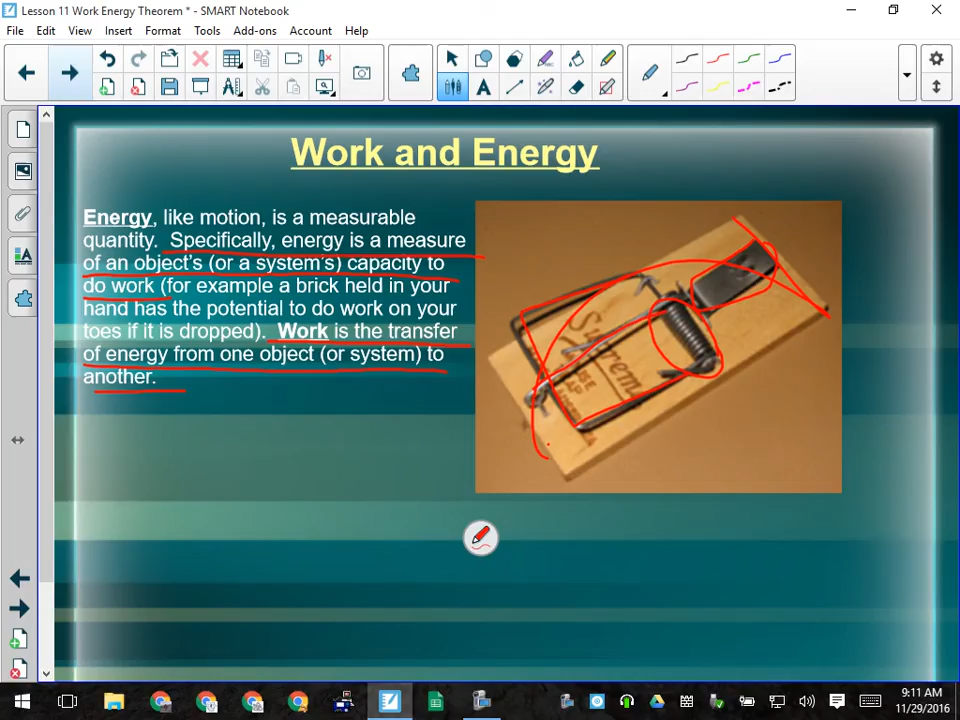 Lesson 11 Work Energy Theorem * - SMART Notebook
File Edit View Insert Format Tools Add-ons Account Help
Work and Energy
Energy, like motion, is a measurable
quantity. Specifically, energy is a measure
of an object's (or a system's) capacity to
do work (for example a brick held in your
hand has the potential to do work on your
toes if it is dropped). Work is the transfer
of energy from one object (or system) to
another.
Supreme
9:11 AM
11/29/2016